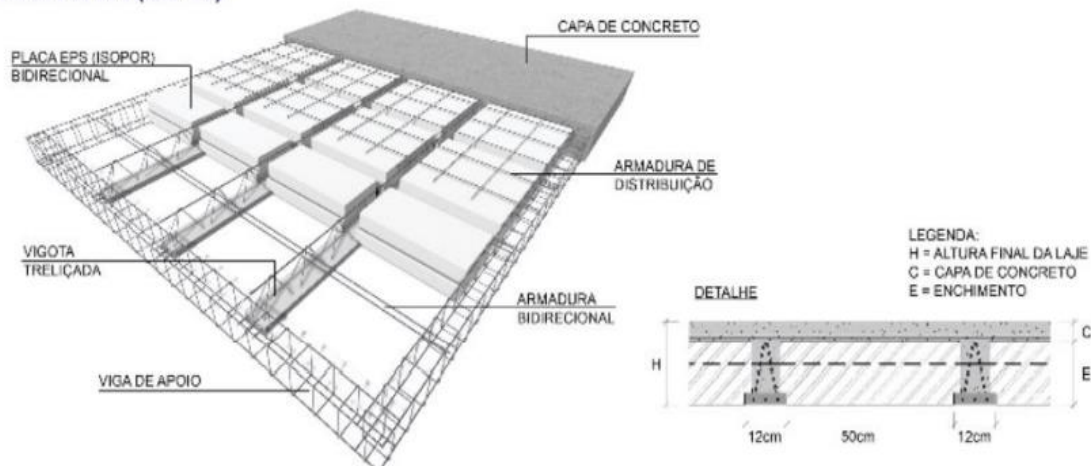 CAPA DE CONCRETO
PLACA EPS (ISOPOR)
BIDIRECIONAL
ARMADURA DE
DISTRIBUIÇÃO
VIGOTA
TRELIÇADA
ARMADURA
BIDIRECIONAL
VIGA DE APOIO
LEGENDA:
H = ALTURA FINAL DA LAJE
C = CAPA DE CONCRETO
E = ENCHIMENTO
DETALHE
C
H
E
12cm
50cm
12cm